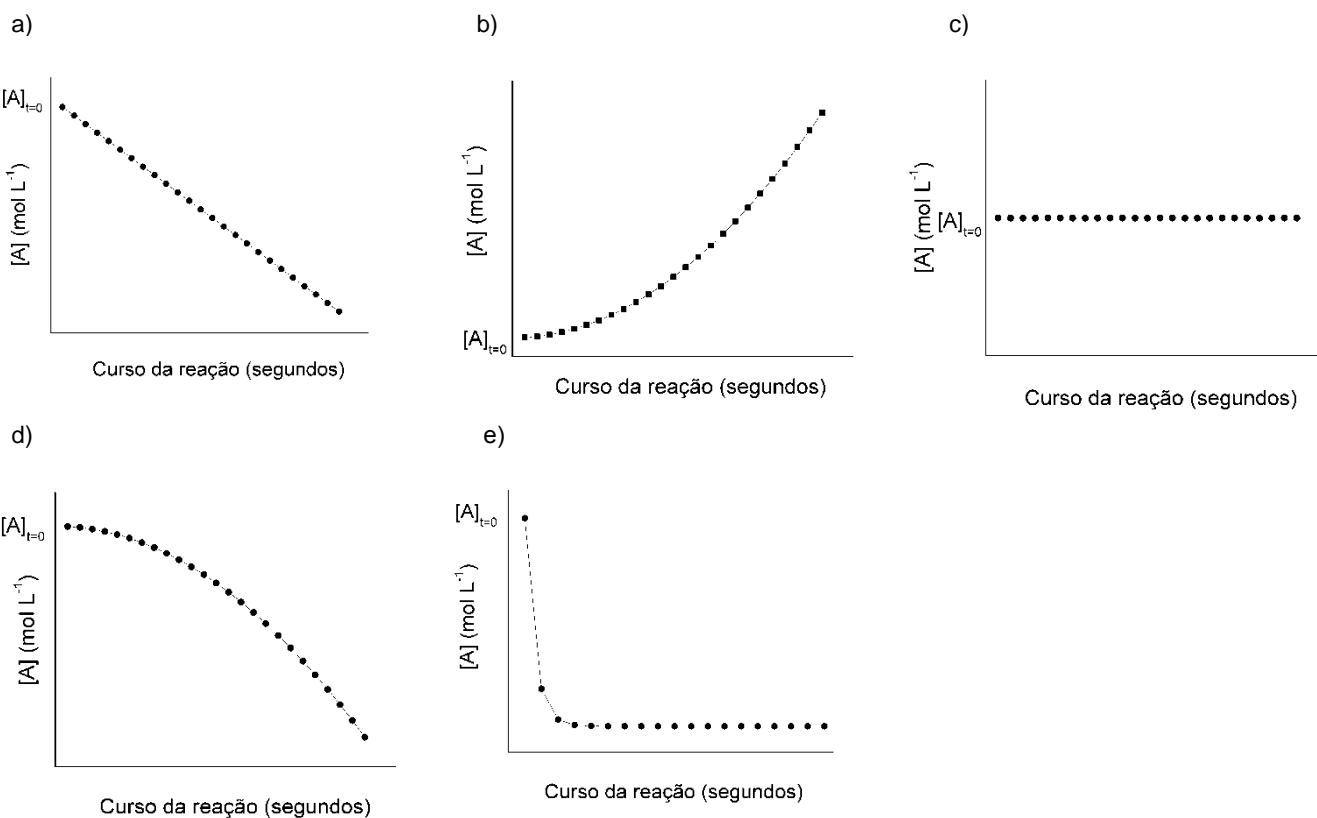 a)
b)
c)
[A]t=0
[A] (mol L-1)
Curso da reação (segundos)
[A] (mol L-1)
[A]t=0
Curso da reação (segundos)
[A] (mol L-1)
[A]t=0
Curso da reação (segundos)
d)
e)
[A]t=0
[A] (mol L-1)
Curso da reação (segundos)
[A]t=0
[A] (mol L-1)
Curso da reação (segundos)